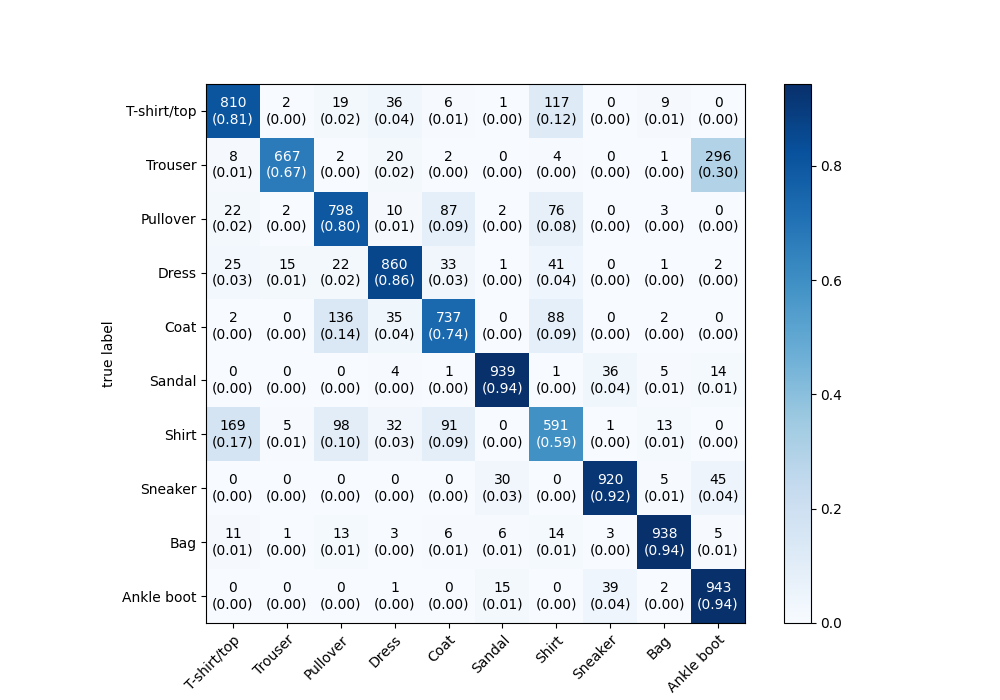 T-shirt/top 810 2 19 36 6 1 117 0 9 0
(0.81) (0.00) (0.02) (0.04) (0.01) (0.00) (0.12) (0.00) (0.01) (0.00)
Trouser 8 667 2 20 2 0 4 0 1 296
(0.01) (0.67) (0.00) (0.02) (0.00) (0.00) (0.00) (0.00) (0.00) (0.30)
0.8
Pullover 22 2 798 10 87 2 76 0 3 0
(0.02) (0.00) (0.80) (0.01) (0.09) (0.00) (0.08) (0.00) (0.00) (0.00)
Dress 25 15 22 860 33 1 41 0 1 2
(0.03) (0.01) (0.02) (0.86) (0.03) (0.00) (0.04) (0.00) (0.00) (0.00)
0.6
Coat 2 0 136 35 737 0 88 0 2 0
(0.00) (0.00) (0.14) (0.04) (0.74) (0.00) (0.09) (0.00) (0.00) (0.00)
true label
Sandal 0 0 0 4 1 939 1 36 5 14
(0.00) (0.00) (0.00) (0.00) (0.00) (0.94) (0.00) (0.04) (0.01) (0.01)
0.4
Shirt 169 5 98 32 91 0 591 1 13 0
(0.17) (0.01) (0.10) (0.03) (0.09) (0.00) (0.59) (0.00) (0.01) (0.00)
Sneaker 0 0 0 0 0 30 0 920 5 45
(0.00) (0.00) (0.00) (0.00) (0.00) (0.03) (0.00) (0.92) (0.01) (0.04)
0.2
Bag 11 1 13 3 6 6 14 3 938 5
(0.01) (0.00) (0.01) (0.00) (0.01) (0.01) (0.01) (0.00) (0.94) (0.01)
Ankle boot 0 0 0 1 0 15 0 39 2 943
(0.00) (0.00) (0.00) (0.00) (0.00) (0.01) (0.00) (0.04) (0.00) (0.94)
0.0
T-shirt/top Trouser Pullover Dress Coat Sandal Shirt Sneaker Bag Ankle boot